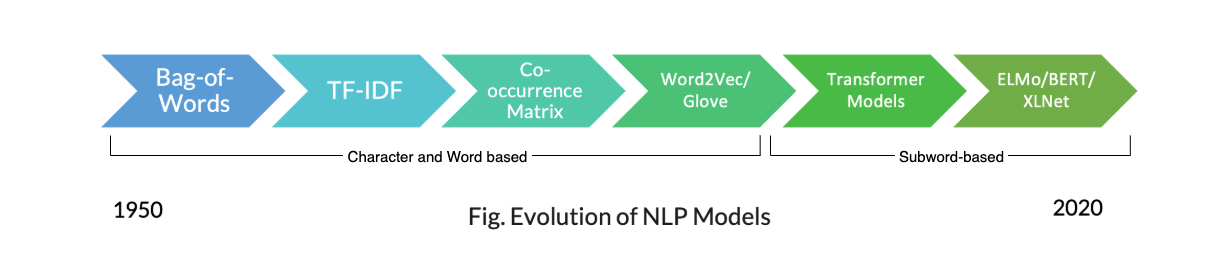 Bag-of-
Words
TF-IDF
Co-
occurrence
Matrix
Word2Vec/
Glove
Transformer
Models
ELMo/BERT/
XLNet
Character and Word based
Subword-based
1950
Fig. Evolution of NLP Models
2020